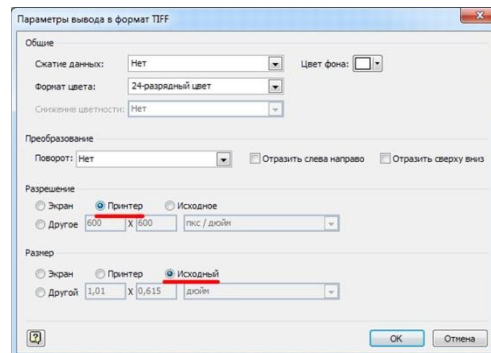 Параметры вывода в формат TIFF
Общие
Сжатие данных: Нет Цвет фона:
Формат цвета: 24-разрядный цвет
Снижение цветности: Нет
Преобразование
Поворот: Нет Отразить слева направо Отразить сверху вниз
Разрешение
Экран Принтер Исходное
Другое 600 X 600 пкс / дюйм
Размер
Экран Принтер Исходный
Другой 1,01 X 0,615 дюйм
? OK Отмена